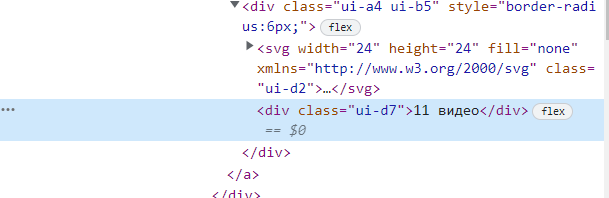 <div class="ui-a4 ui-b5" style="border-radi
us:6px;"> flex
<svg width="24" height="24" fill="none"
xmlns="http://www.w3.org/2000/svg" class=
"ui-d2">…</svg>
<div class="ui-d7">11 видео</div> flex
== $0
</div>
</a>
</div>